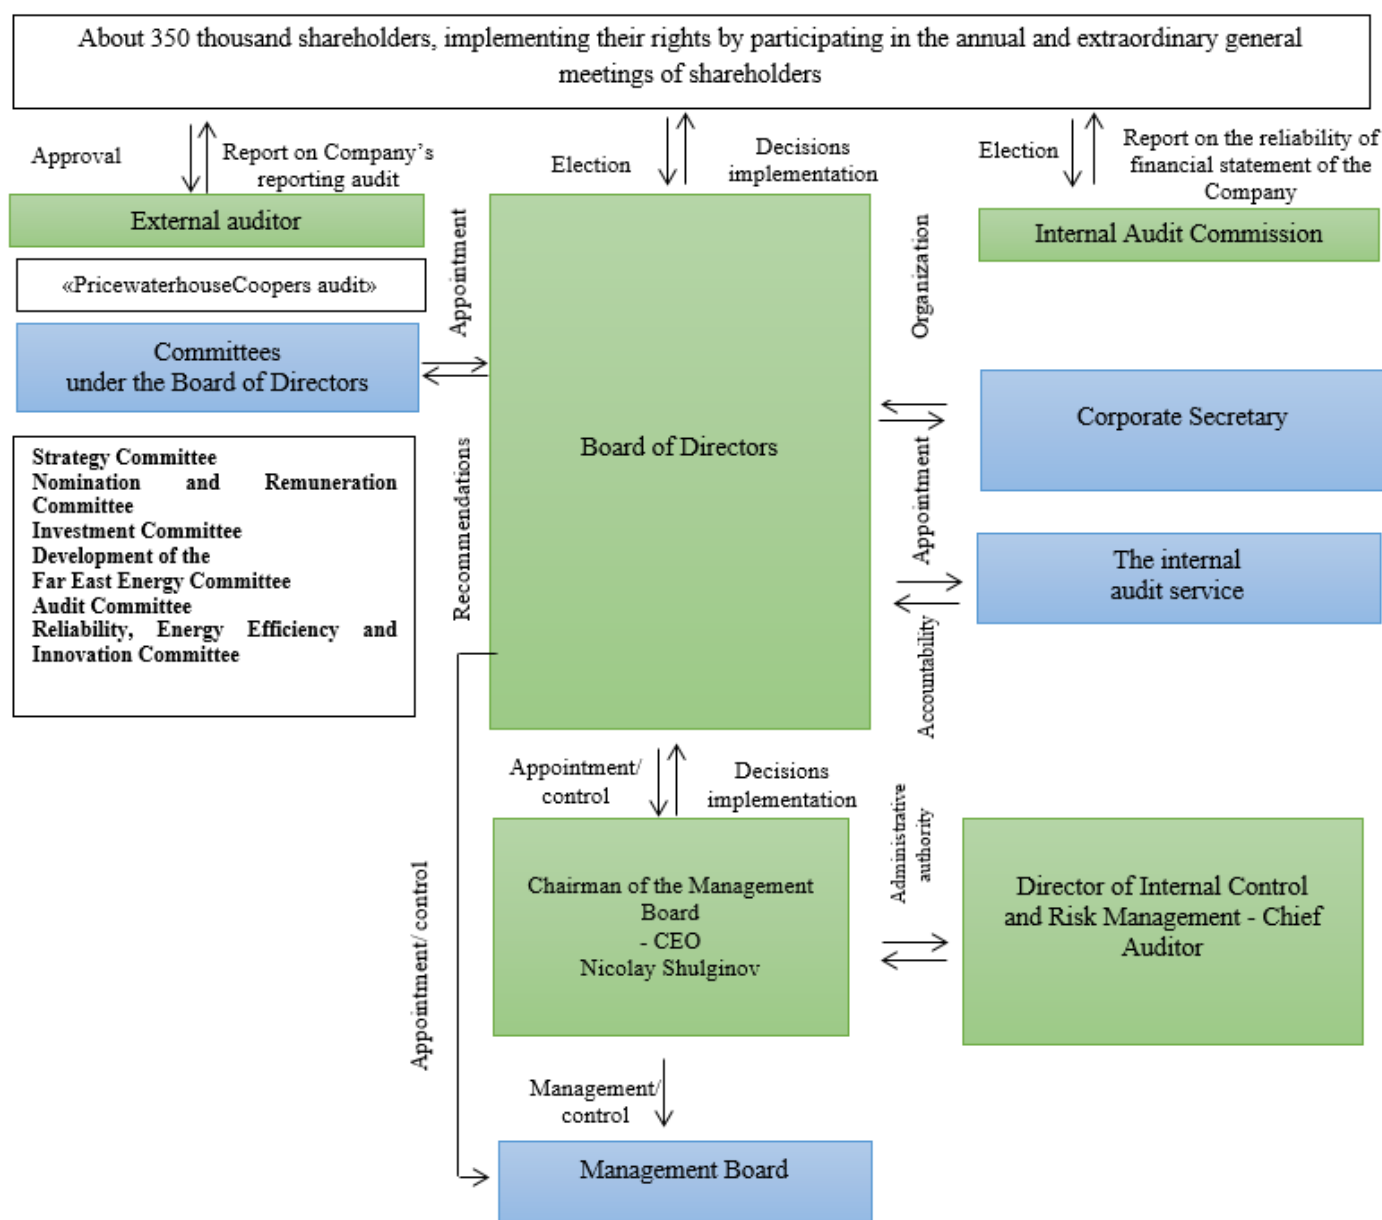 About 350 thousand shareholders, implementing their rights by participating in the annual and extraordinary general
meetings of shareholders
Approval
Report on Company’s
reporting audit
Election
Decisions
implementation
Election
Report on the reliability of
financial statement of the
Company
External auditor
Internal Audit Commission
«PricewaterhouseCoopers audit»
Appointment
Organization
Committees
under the Board of Directors
Board of Directors
Corporate Secretary
Strategy Committee
Nomination and Remuneration
Committee
Investment Committee
Development of the
Far East Energy Committee
Audit Committee
Reliability, Energy Efficiency and
Innovation Committee
Recommendations
Appointment
The internal
audit service
Accountability
Appointment/
control
Decisions
implementation
Administrative
authority
Appointment/ control
Chairman of the Management
Board
- CEO
Nicolay Shulginov
Director of Internal Control
and Risk Management - Chief
Auditor
Management/
control
Management Board